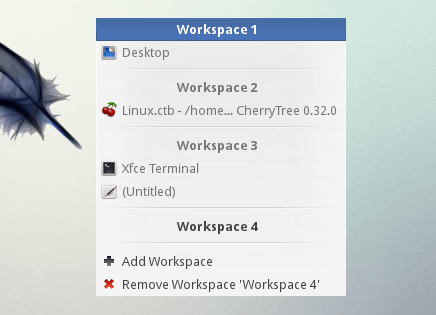 Workspace 1
Desktop
Workspace 2
Linux.ctb - /home... CherryTree 0.32.0
Workspace 3
Xfce Terminal
(Untitled)
Workspace 4
Add Workspace
Remove Workspace 'Workspace 4'